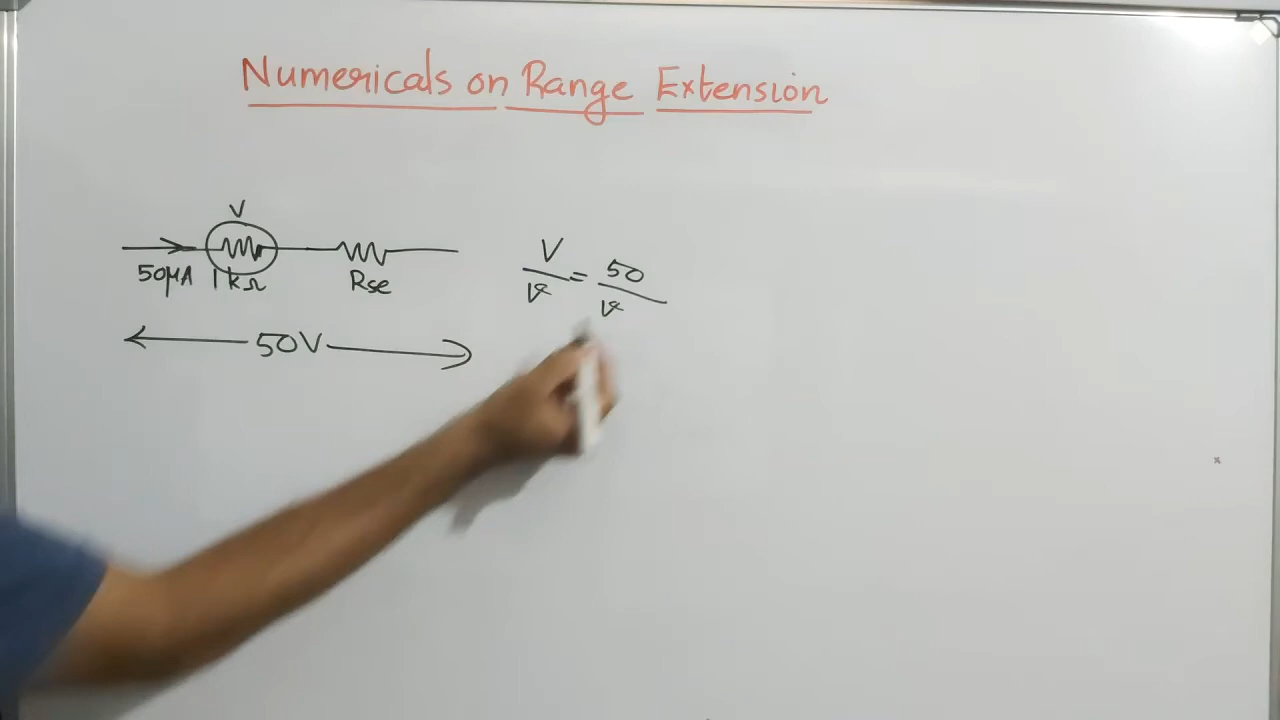 Numericals on Range Extension
V
50μA 1kΩ Rse
50V
V/v = 50/v